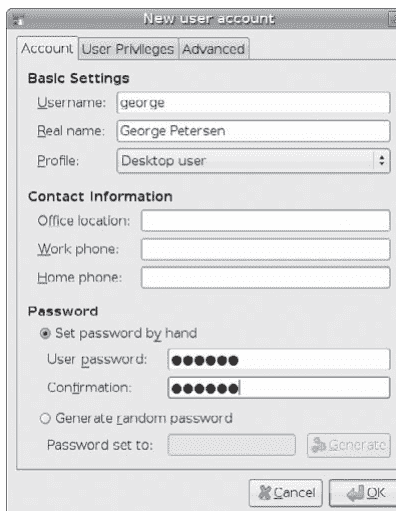 New user account
Account User Privileges Advanced
Basic Settings
Username: george
Real name: George Petersen
Profile: Desktop user
Contact Information
Office location:
Work phone:
Home phone:
Password
Set password by hand
User password: ●●●●●●
Confirmation: ●●●●●●
Generate random password
Password set to: Generate
Cancel OK